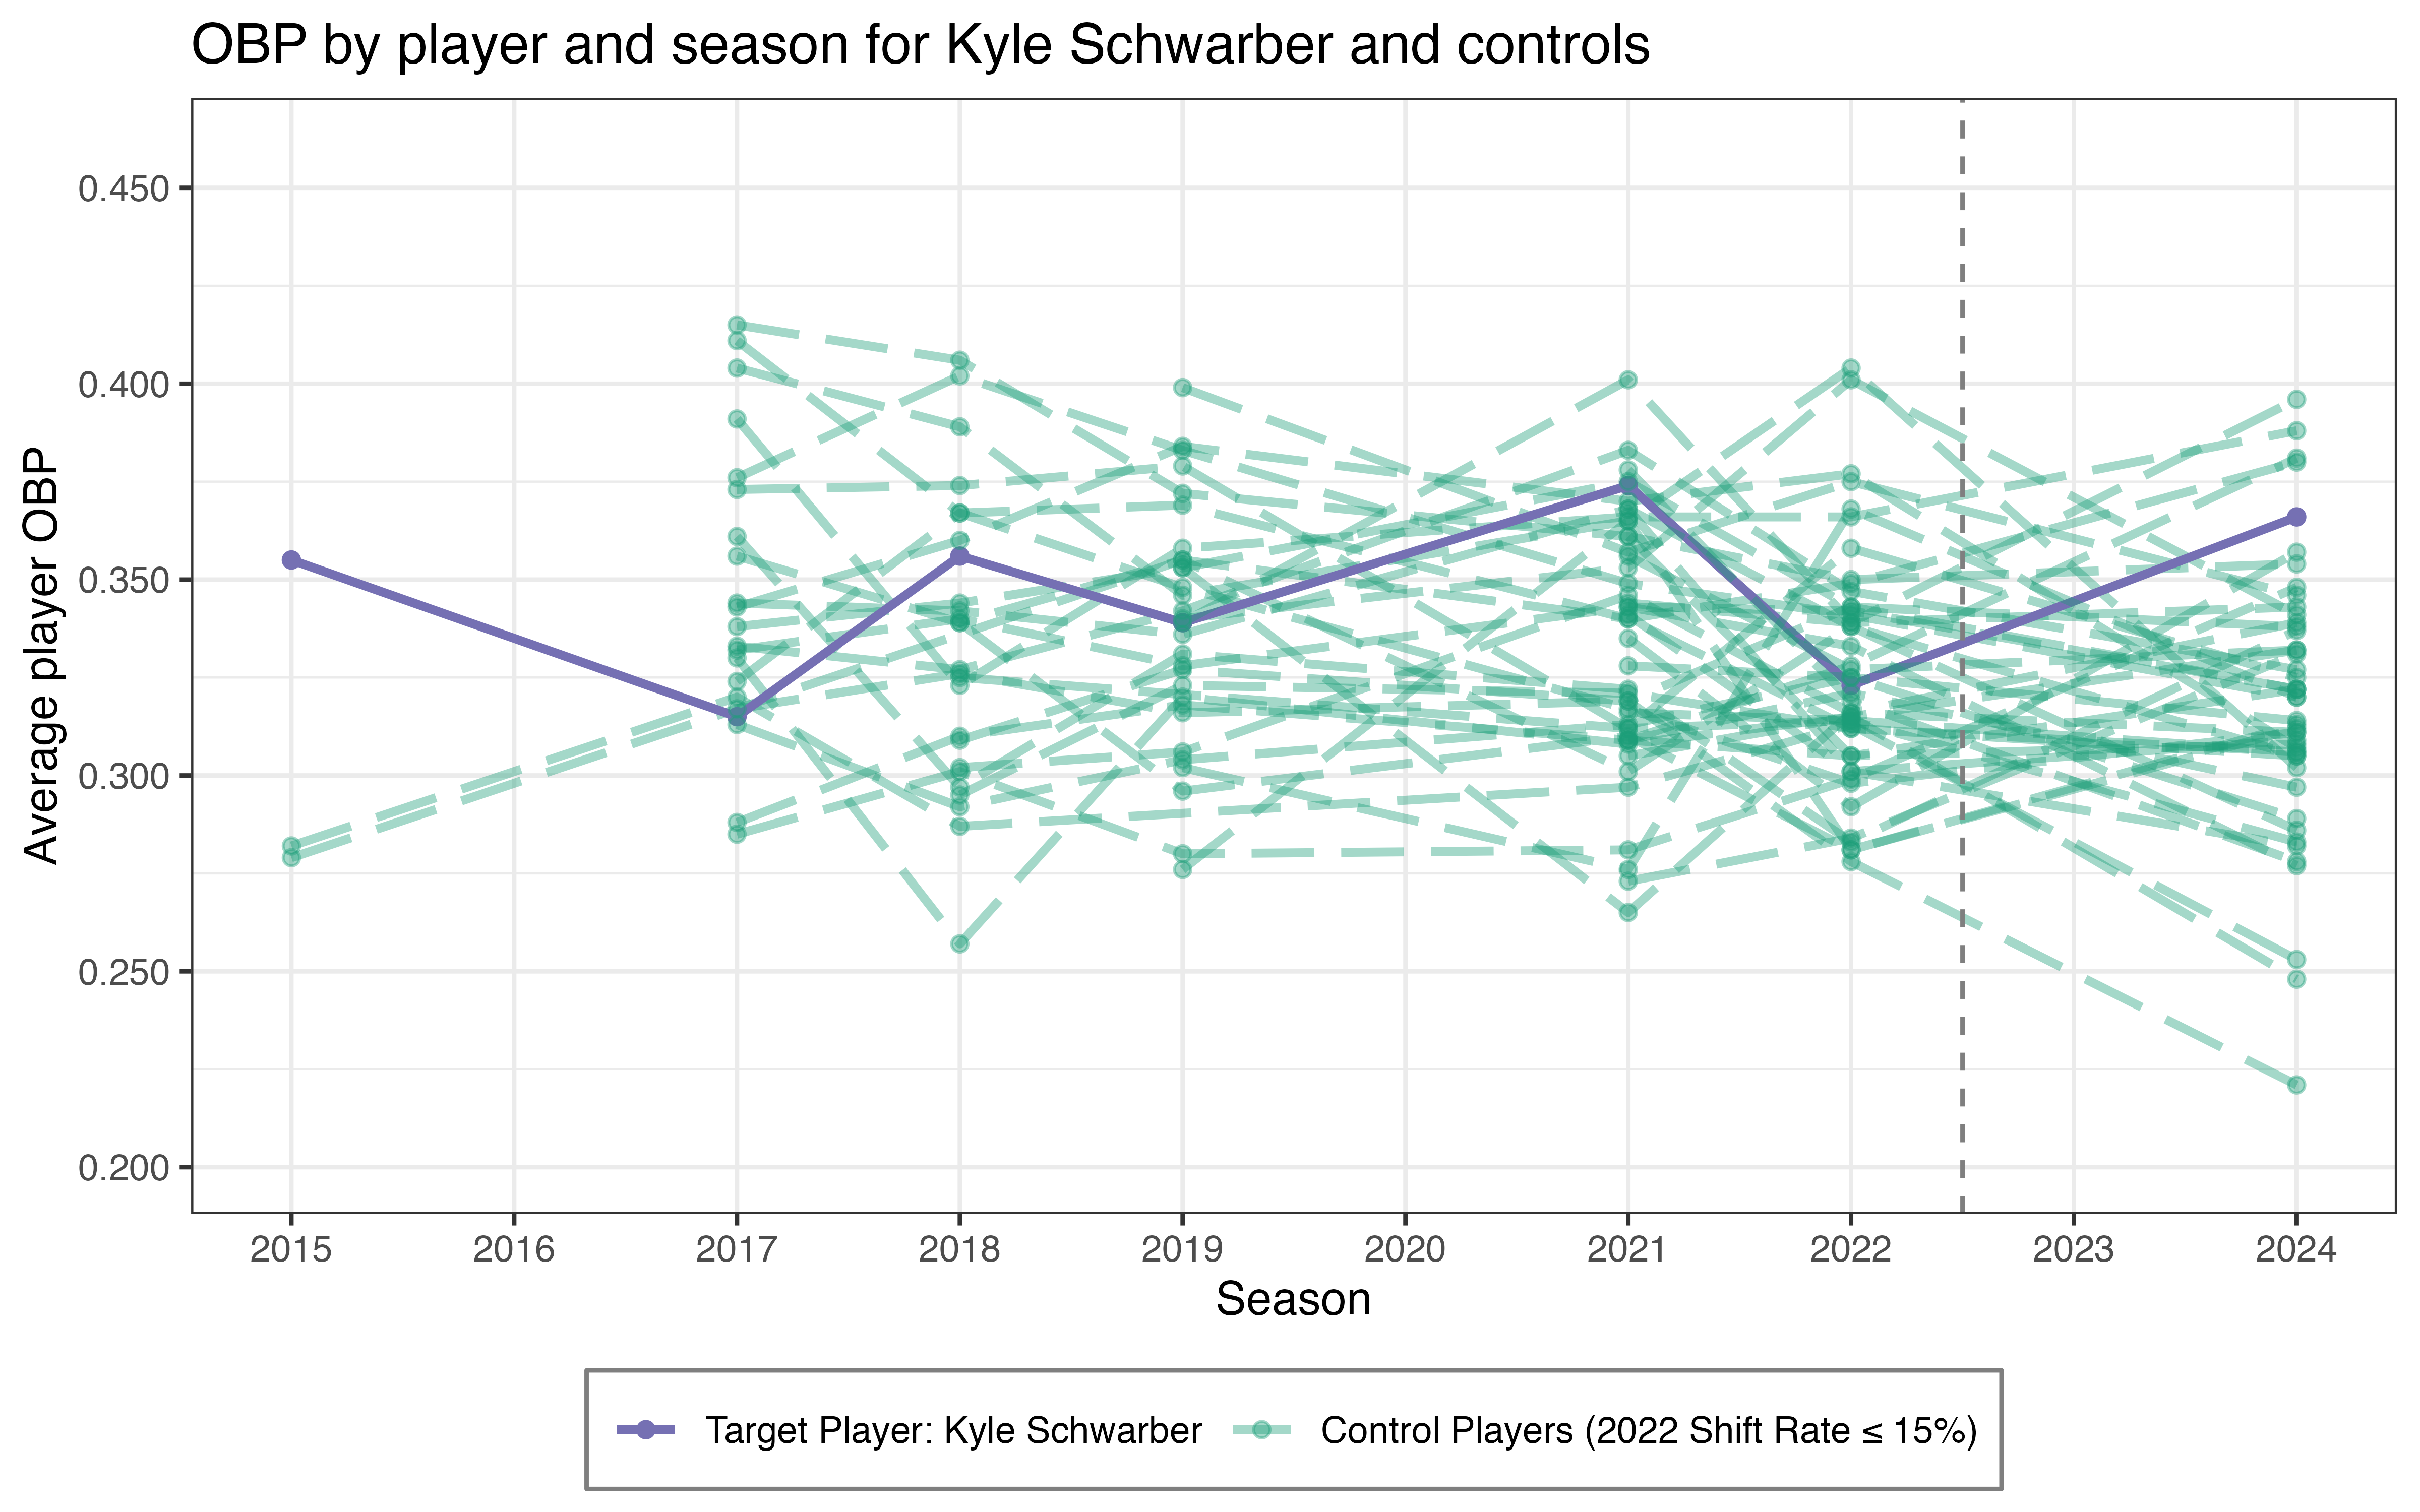 OBP by player and season for Kyle Schwarber and controls
Average player OBP
0.450
0.400
0.350
0.300
0.250
0.200
2015 2016 2017 2018 2019 2020 2021 2022 2023 2024
Season
Target Player: Kyle Schwarber Control Players (2022 Shift Rate ≤ 15%)